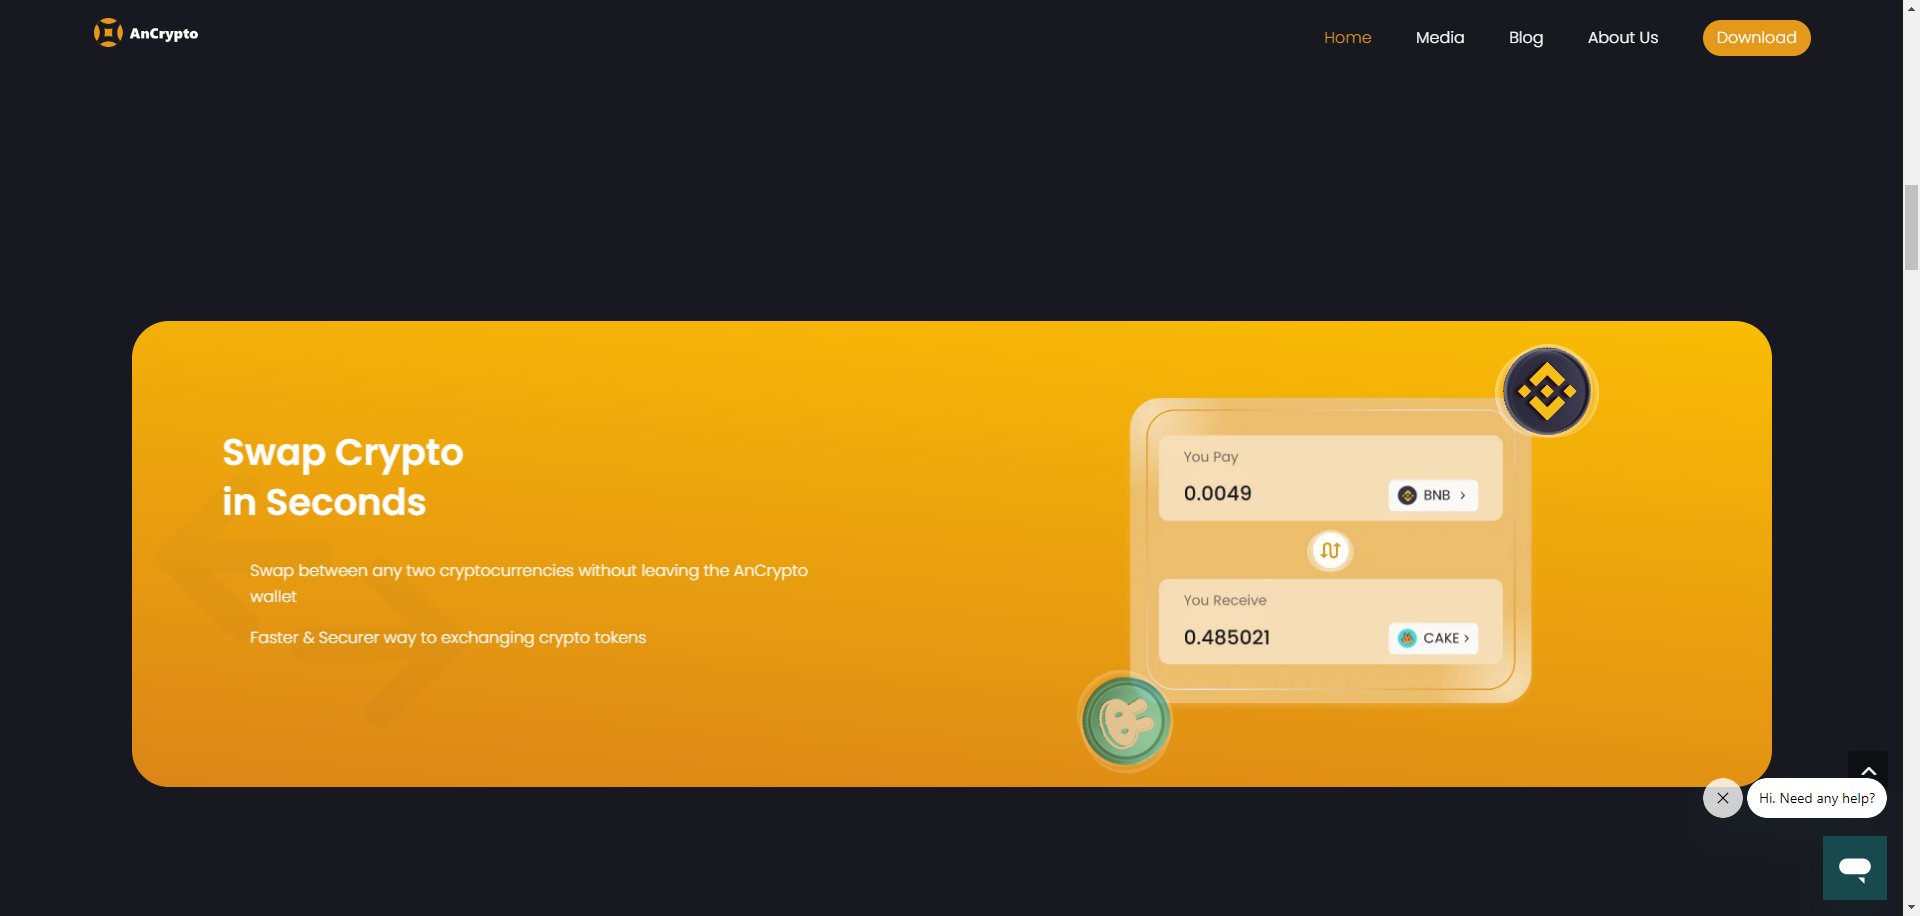 AnCrypto
Home
Media
Blog
About Us
Download
Swap Crypto
in Seconds
Swap between any two cryptocurrencies without leaving the AnCrypto
wallet
Faster & Securer way to exchanging crypto tokens
You Pay
0.0049
BNB
You Receive
0.485021
CAKE
Hi. Need any help?